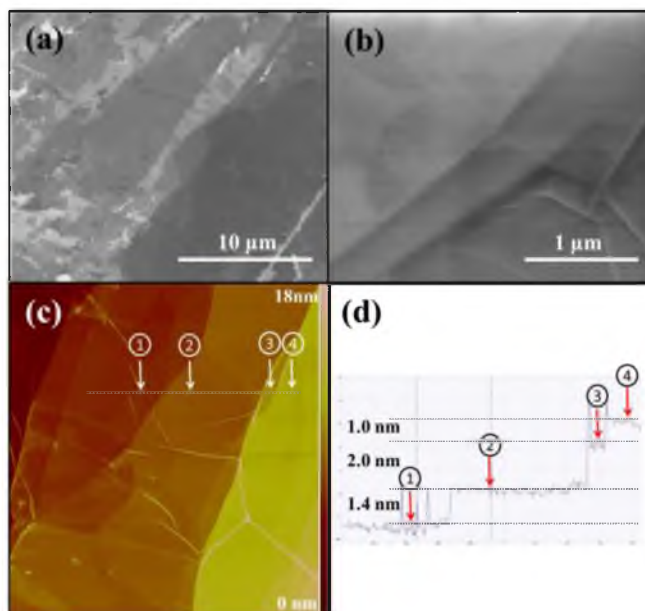 (a)
10 µm
(b)
1 µm
(c)
18nm
①
②
③
④
0 nm
(d)
④
③
1.0 nm
②
2.0 nm
①
1.4 nm